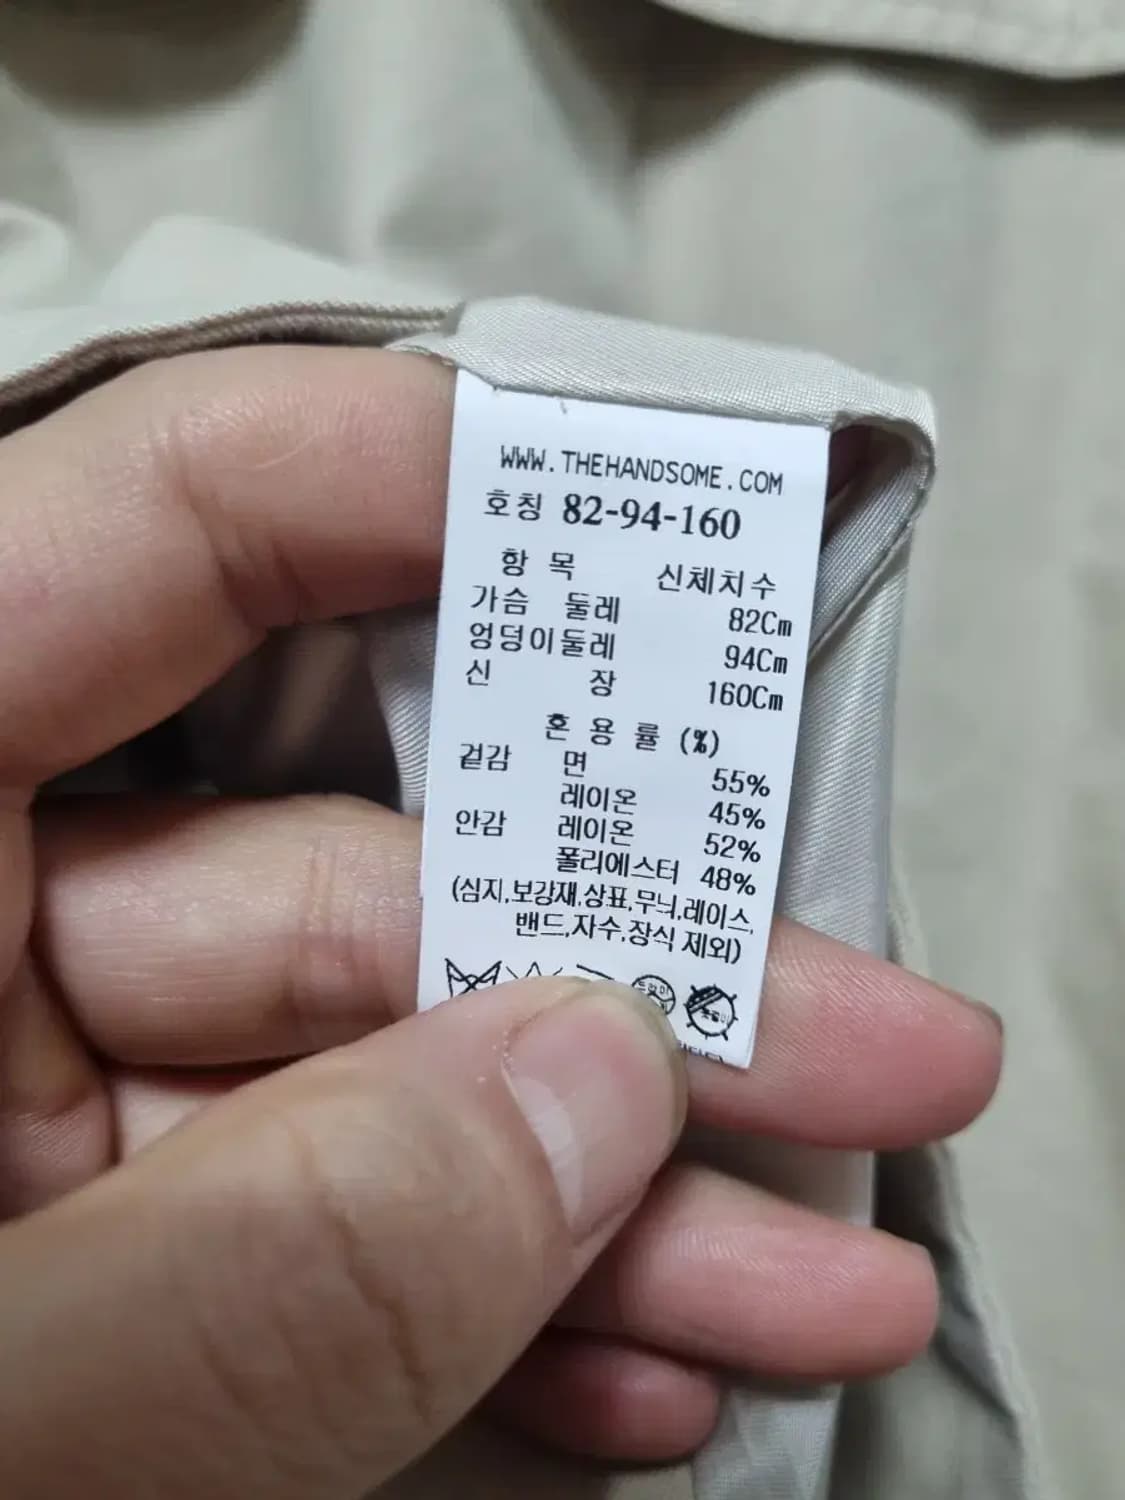 WWW.THEHANDSOME.COM
호칭 82-94-160
항 목 신체치수
가슴 둘레 82Cm
엉덩이둘레 94Cm
신 장 160Cm
혼 용 률 (%)
겉감 면 55%
레이온 45%
안감 레이온 52%
폴리에스터 48%
(심지,보강재,상표,무늬,레이스,
밴드,자수,장식 제외)
드라이